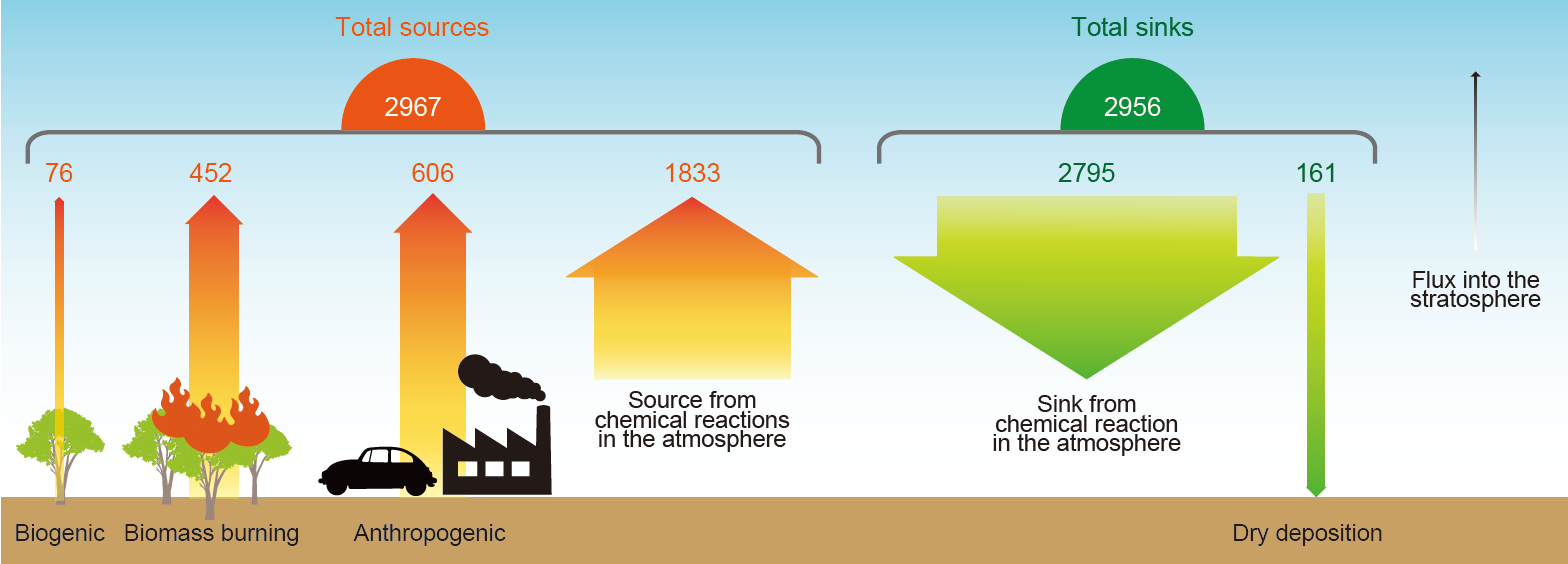 Total sources
Total sinks
2967
2956
76
452
606
1833
2795
161
Flux into the
stratosphere
Source from
chemical reactions
in the atmosphere
Sink from
chemical reaction
in the atmosphere
Biogenic
Biomass burning
Anthropogenic
Dry deposition